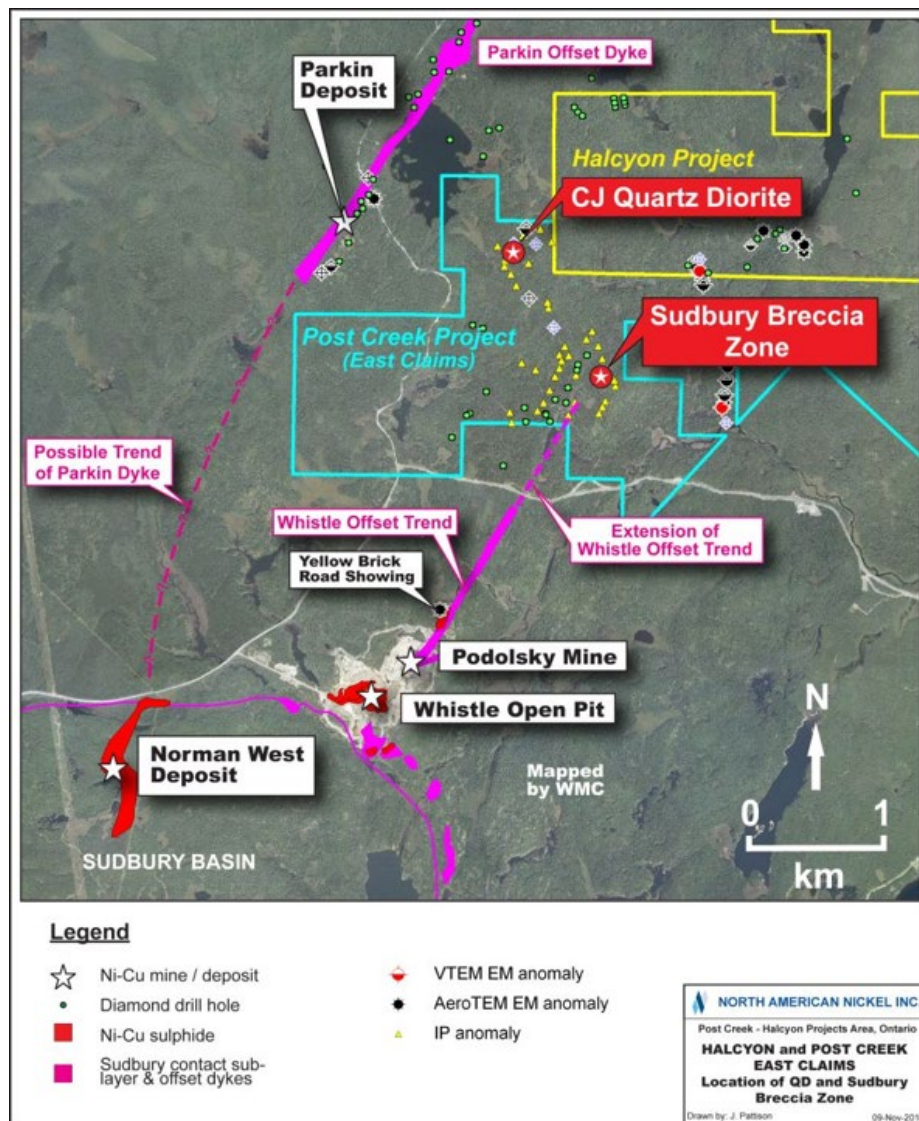 Parkin Offset Dyke
Parkin
Deposit
Halcyon Project
CJ Quartz Diorite
Post Creek Project
(East Claims)
Sudbury Breccia
Zone
Possible Trend
of Parkin Dyke
Whistle Offset Trend
Extension of
Whistle Offset Trend
Yellow Brick
Road Showing
Podolsky Mine
Whistle Open Pit
Norman West
Deposit
Mapped
by WMC
N
0 1
km
SUDBURY BASIN
Legend
Ni-Cu mine / deposit
Diamond drill hole
Ni-Cu sulphide
Sudbury contact sub-
layer & offset dykes
VTEM EM anomaly
AeroTEM EM anomaly
IP anomaly
NORTH AMERICAN NICKEL INC.
Post Creek - Halcyon Projects Area, Ontario
HALCYON and POST CREEK
EAST CLAIMS
Location of QD and Sudbury
Breccia Zone
Drawn by: J. Pattison 09-Nov-201